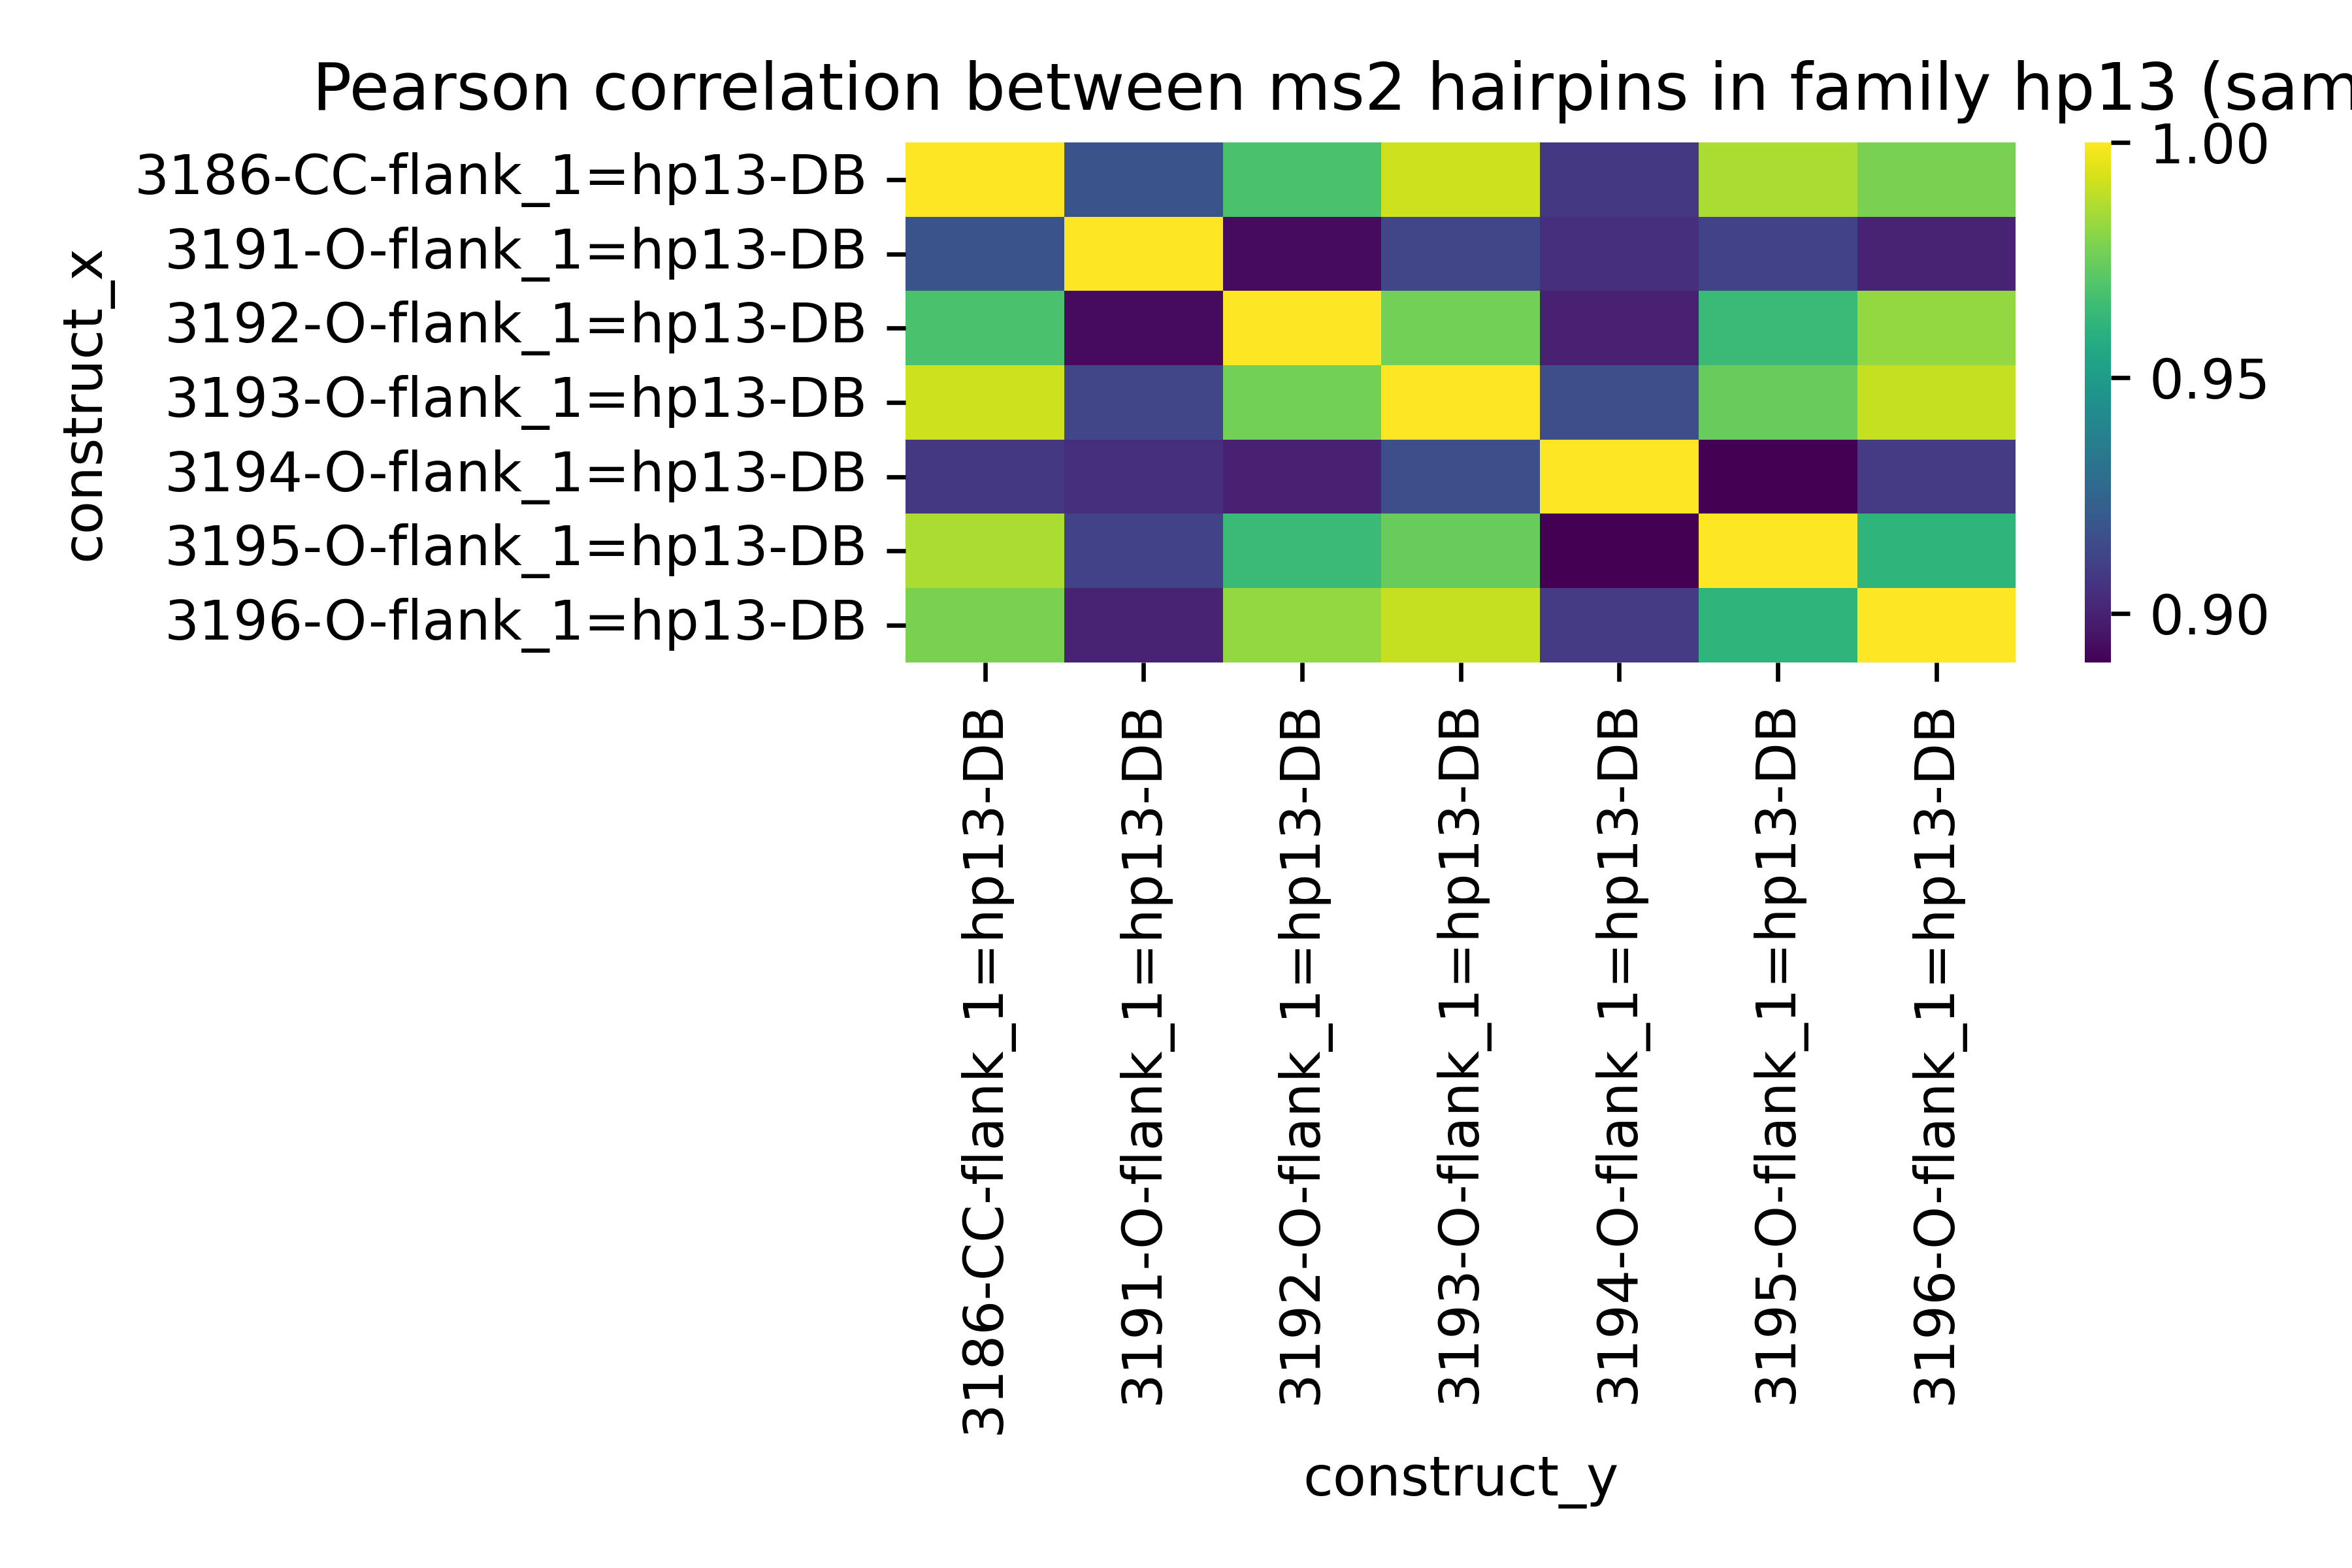 Pearson correlation between ms2 hairpins in family hp13 (sam
construct_x
3186-CC-flank_1=hp13-DB
3191-O-flank_1=hp13-DB
3192-O-flank_1=hp13-DB
3193-O-flank_1=hp13-DB
3194-O-flank_1=hp13-DB
3195-O-flank_1=hp13-DB
3196-O-flank_1=hp13-DB
1.00
0.95
0.90
3186-CC-flank_1=hp13-DB
3191-O-flank_1=hp13-DB
3192-O-flank_1=hp13-DB
3193-O-flank_1=hp13-DB
3194-O-flank_1=hp13-DB
3195-O-flank_1=hp13-DB
3196-O-flank_1=hp13-DB
construct_y